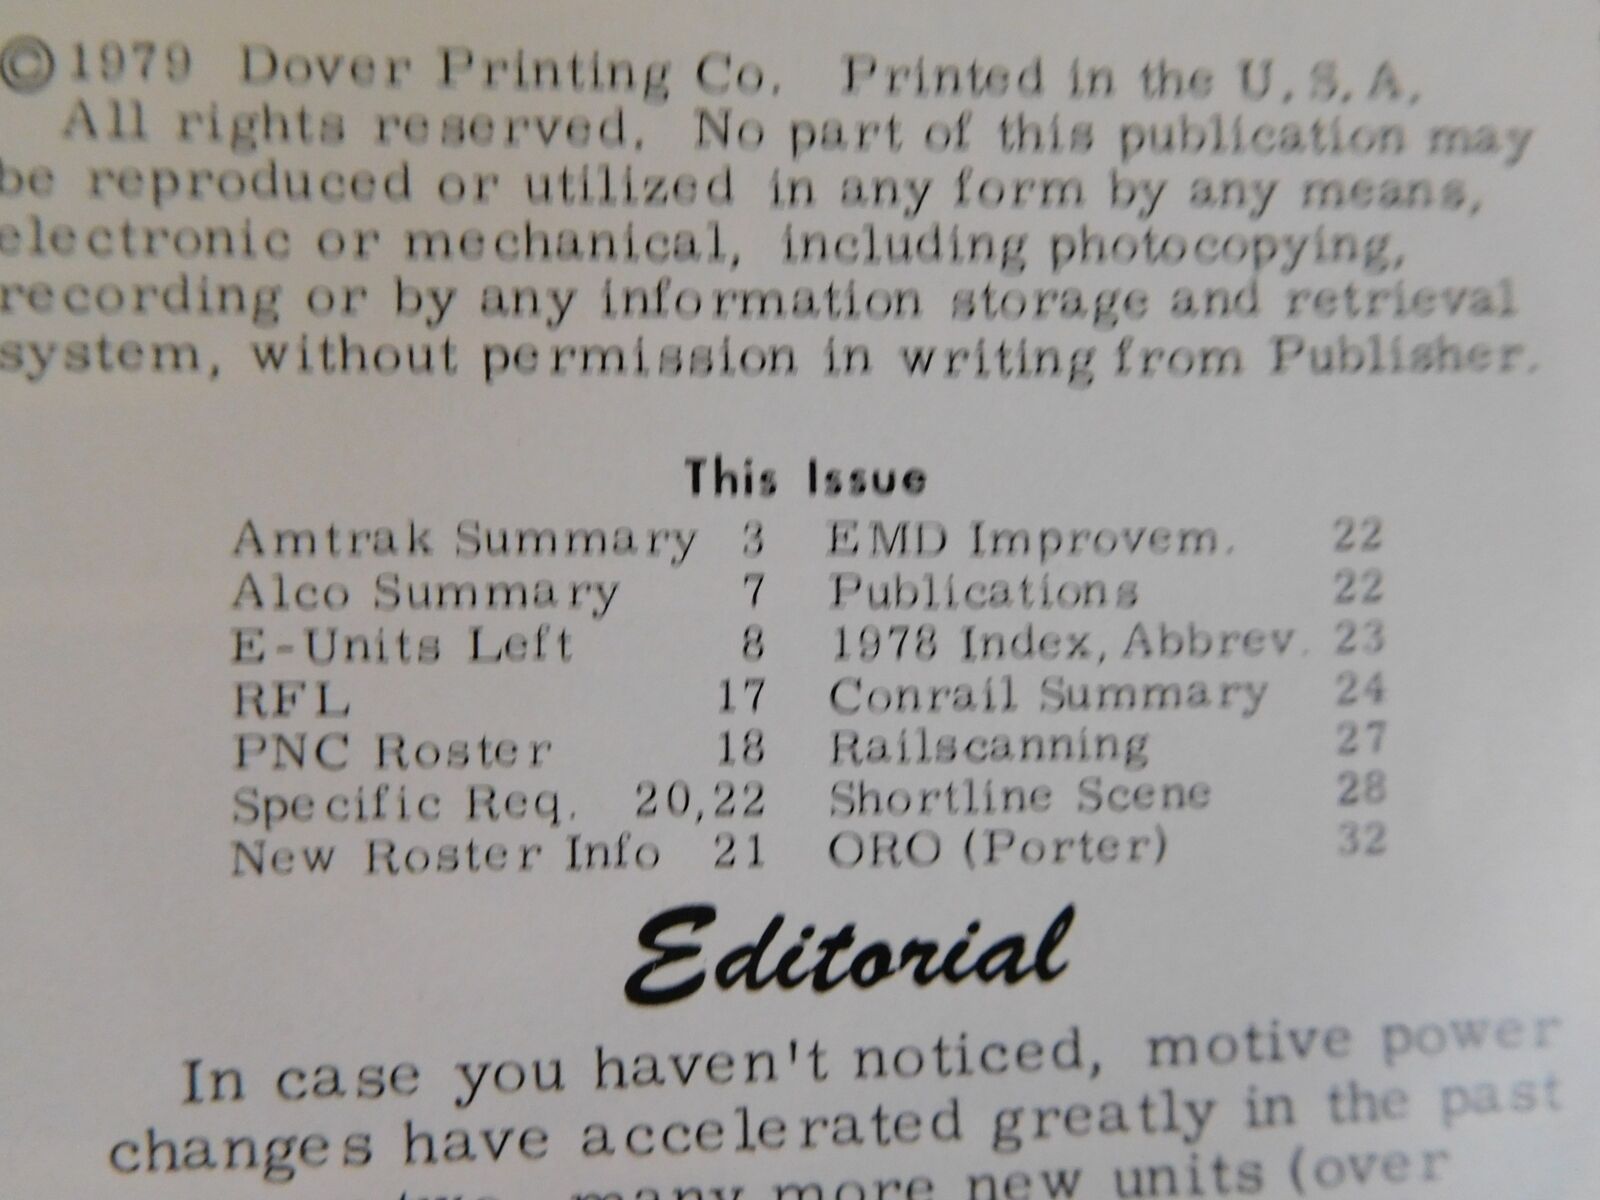 ©1979 Dover Printing Co. Printed in the U.S.A.
All rights reserved. No part of this publication may
be reproduced or utilized in any form by any means,
electronic or mechanical, including photocopying,
recording or by any information storage and retrieval
system, without permission in writing from Publisher.
This Issue
Amtrak Summary 3 EMD Improvem. 22
Alco Summary 7 Publications 22
E-Units Left 8 1978 Index, Abbrev. 23
RFL 17 Conrail Summary 24
PNC Roster 18 Railscanning 27
Specific Req. 20,22 Shortline Scene 28
New Roster Info 21 ORO (Porter) 32
Editorial
In case you haven't noticed, motive power
changes have accelerated greatly in the past
two many more new units (over